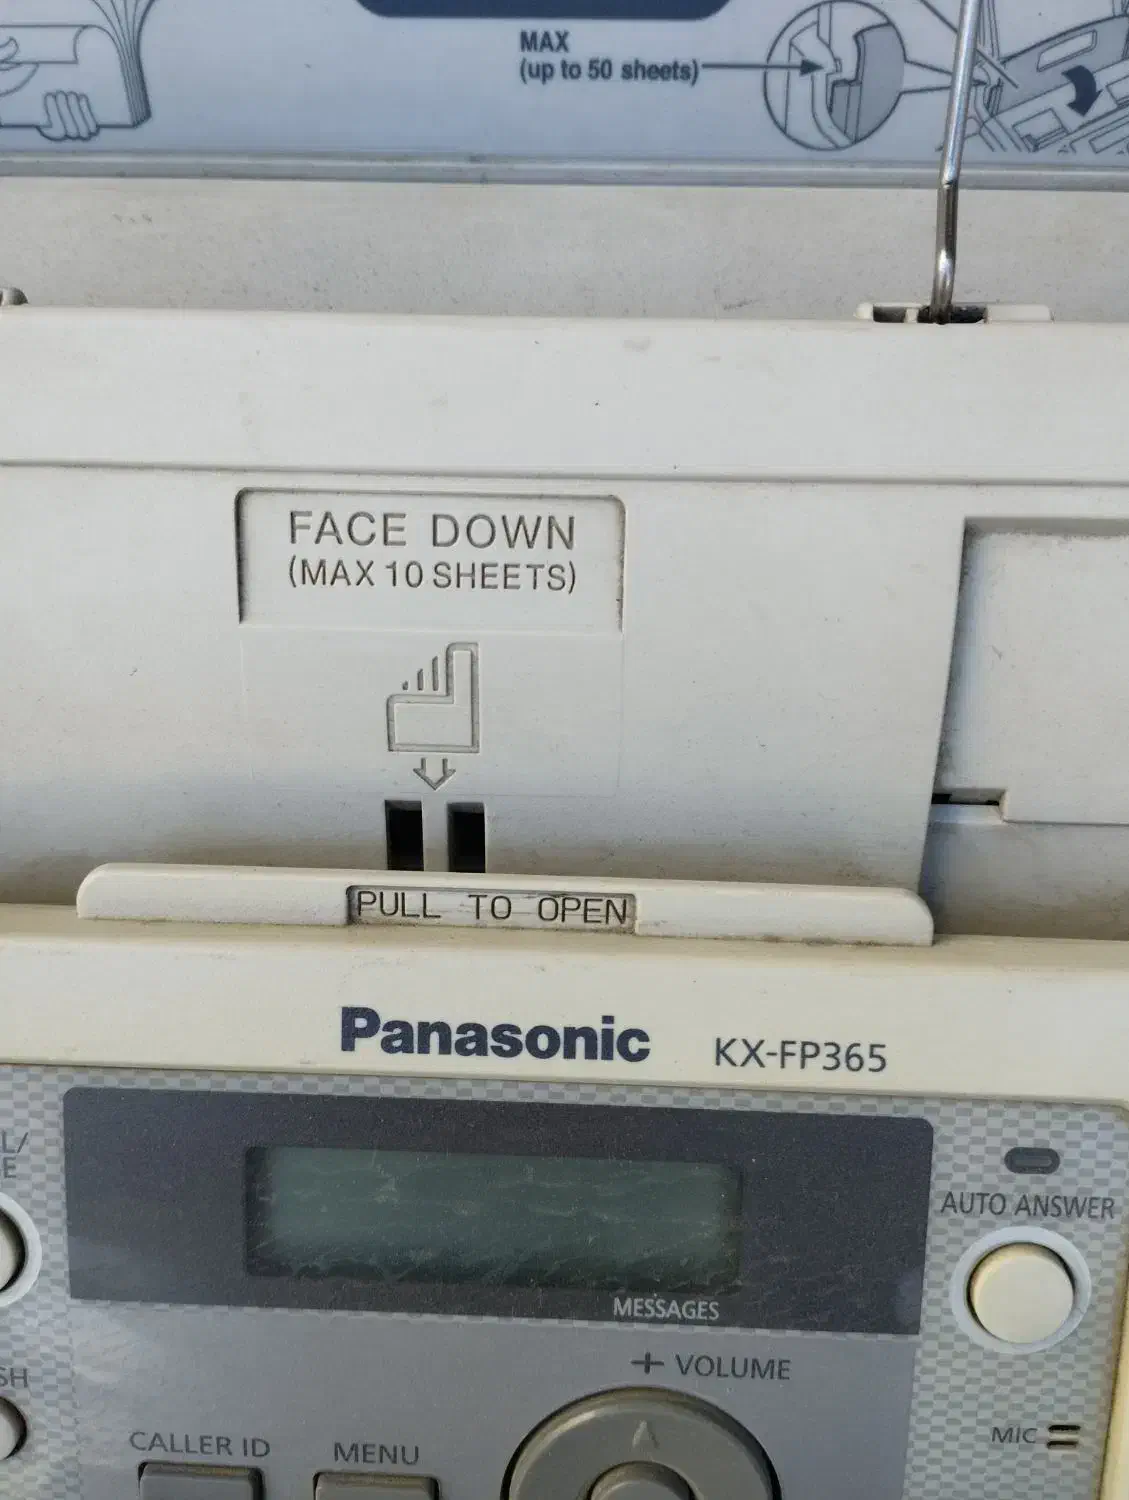 MAX
(up to 50 sheets)
FACE DOWN
(MAX 10 SHEETS)
PULL TO OPEN
Panasonic KX-FP365
L/
E
AUTO ANSWER
MESSAGES
+ VOLUME
SH
CALLER ID MENU
MIC